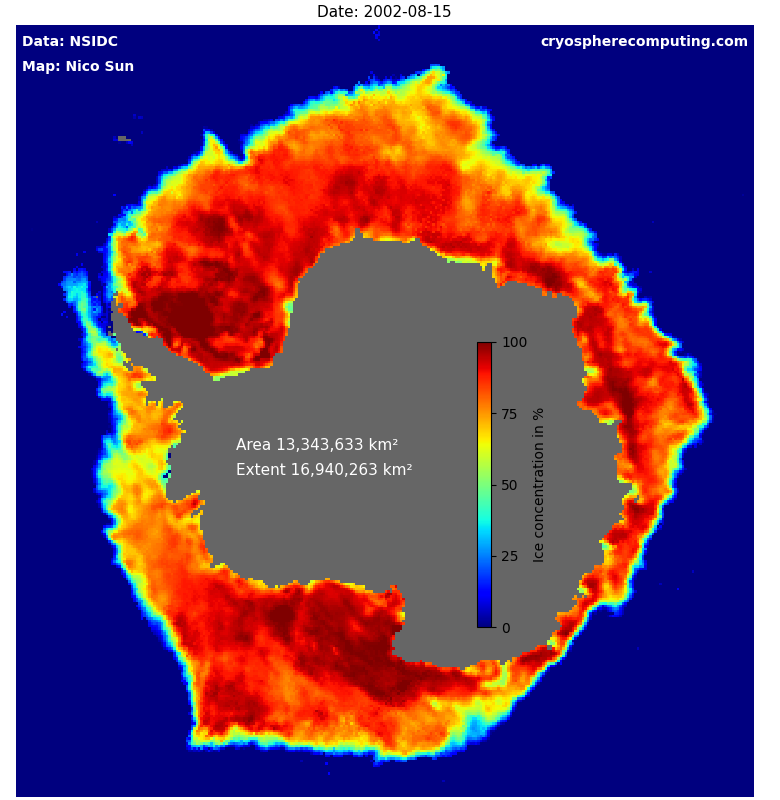 Date: 2002-08-15
Data: NSIDC
cryospherecomputing.com
Map: Nico Sun
100
75
50
25
0
Ice concentration in %
Area 13,343,633 km²
Extent 16,940,263 km²